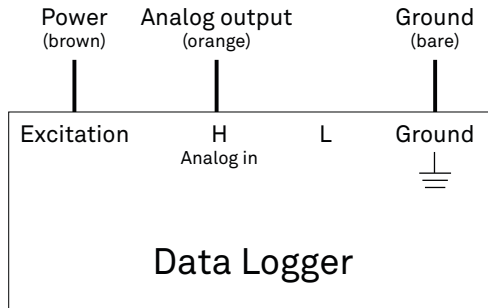 Power Analog output Ground
(brown) (orange) (bare)
Excitation H L Ground
Analog in
Data Logger